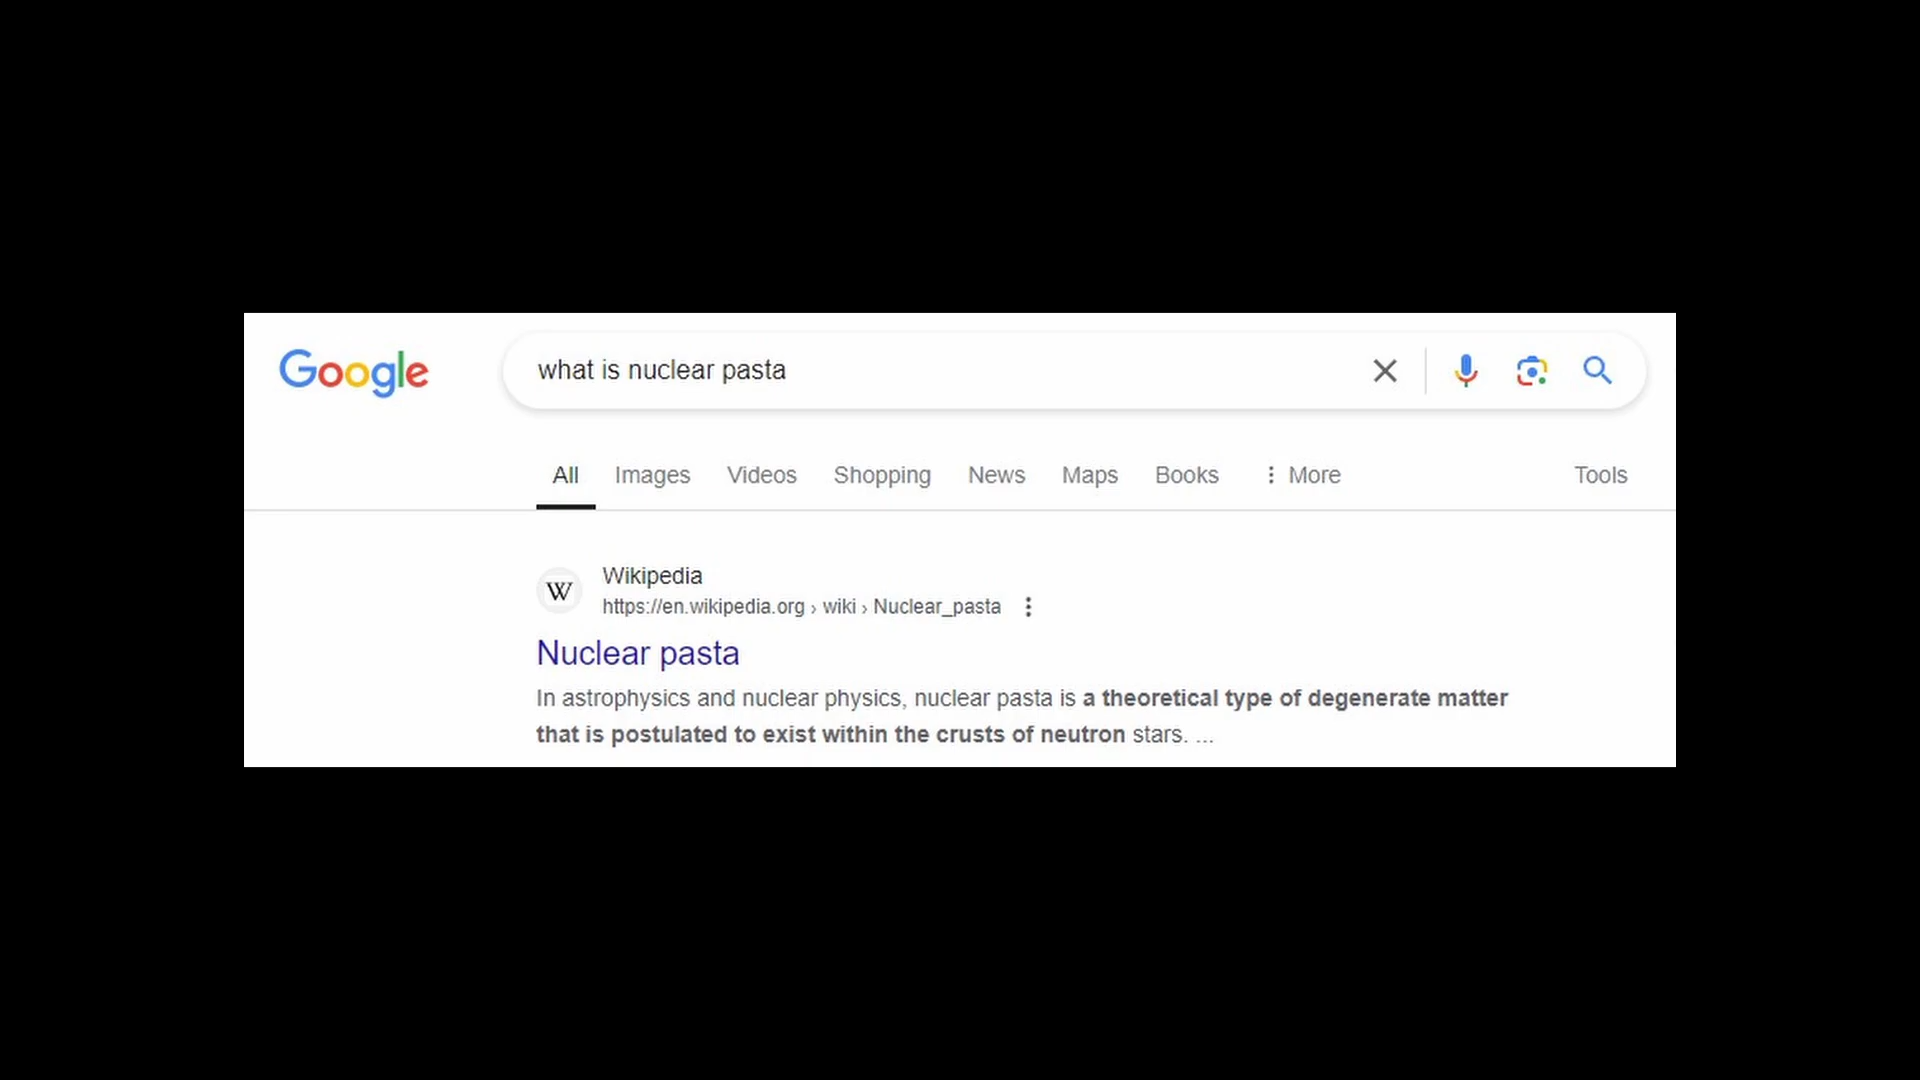 Google
what is nuclear pasta
All Images Videos Shopping News Maps Books More Tools
W
Wikipedia
https://en.wikipedia.org › wiki › Nuclear_pasta
Nuclear pasta
In astrophysics and nuclear physics, nuclear pasta is a theoretical type of degenerate matter
that is postulated to exist within the crusts of neutron stars. ...